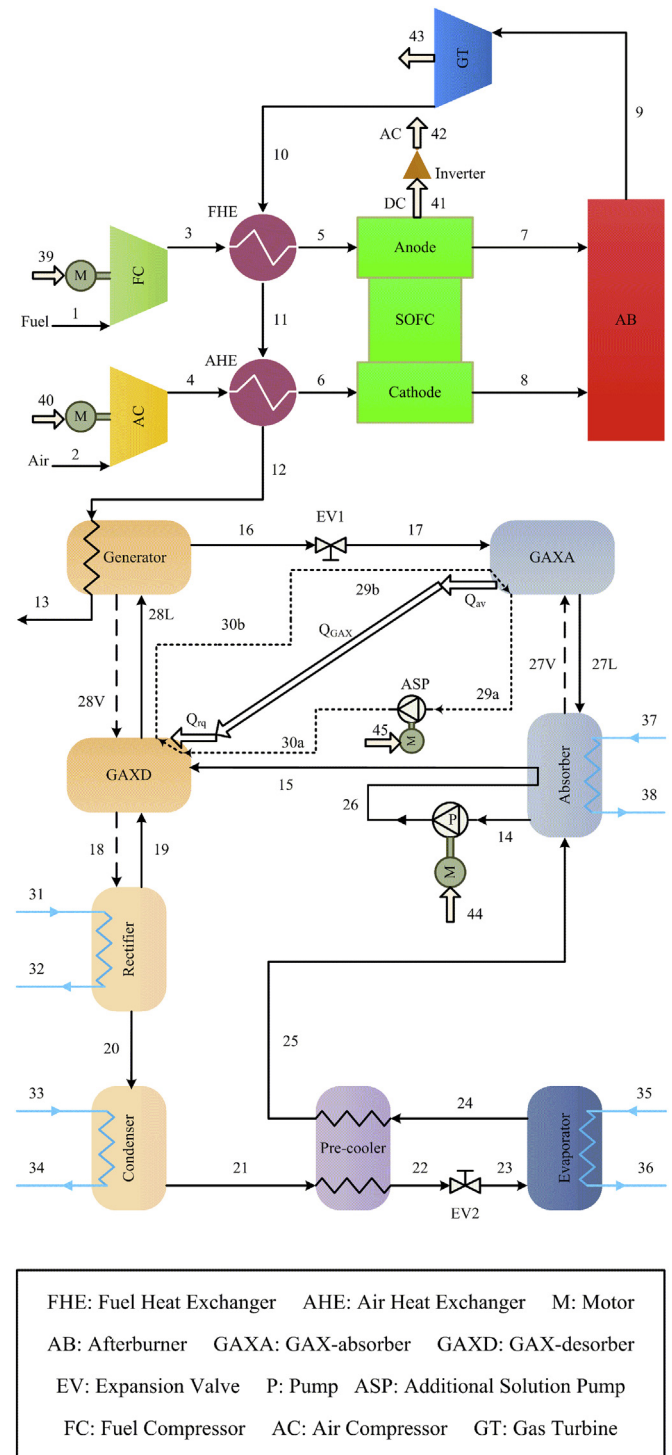 43
GT
9
AC
42
10
Inverter
DC
41
FHE
39
M
3
5
Anode
7
FC
1
Fuel
11
SOFC
AB
AHE
40
M
4
6
Cathode
8
AC
2
Air
12
Generator
16
EV1
17
GAXA
13
28L
30b
29b
Qav
QGAX
27V
27L
28V
ASP
29a
Qrq
45
M
30a
37
GAXD
15
Absorber
26
38
P
14
18
19
M
31
44
Rectifier
32
20
25
33
24
35
Condenser
Pre-cooler
Evaporator
34
21
22
23
36
EV2
FHE: Fuel Heat Exchanger AHE: Air Heat Exchanger M: Motor
AB: Afterburner GAXA: GAX-absorber GAXD: GAX-desorber
EV: Expansion Valve P: Pump ASP: Additional Solution Pump
FC: Fuel Compressor AC: Air Compressor GT: Gas Turbine